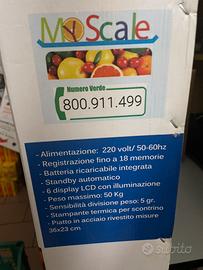 MOScale
Numero Verde
800.911.499
- Alimentazione: 220 volt/ 50-60hz
- Registrazione fino a 18 memorie
- Batteria ricaricabile integrata
- Standby automatico
- 6 display LCD con illuminazione
- Peso massimo: 50 Kg
- Sensibilità divisione peso: 5 gr.
- Stampante termica per scontrino
- Piatto in acciaio rivestito misure
36x23 cm
subito